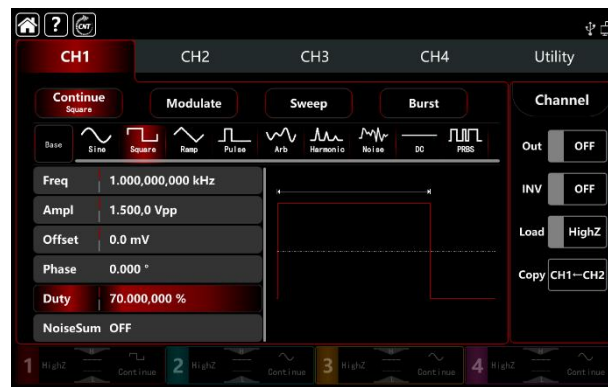 ? CNT
CH1 CH2 CH3 CH4 Utility
Continue
Square
Modulate Sweep Burst Channel
Base Sine Square Ramp Pulse Arb Harmonic Noise DC PRBS
Out OFF
Freq 1.000,000,000 kHz
INV OFF
Ampl 1.500,0 Vpp
Offset 0.0 mV
Load HighZ
Phase 0.000 °
Copy CH1←CH2
Duty 70.000,000 %
NoiseSum OFF
1 HighZ Continue 2 HighZ Continue 3 HighZ Continue 4 HighZ Continue